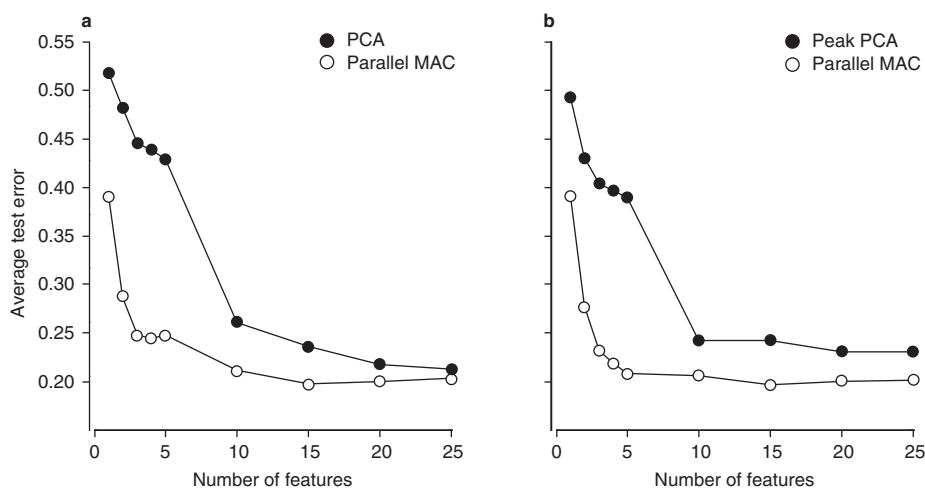 a
PCA
Parallel MAC
0.55
0.50
0.45
0.40
0.35
0.30
0.25
0.20
Average test error
0 5 10 15 20 25
Number of features
b
Peak PCA
Parallel MAC
0 5 10 15 20 25
Number of features